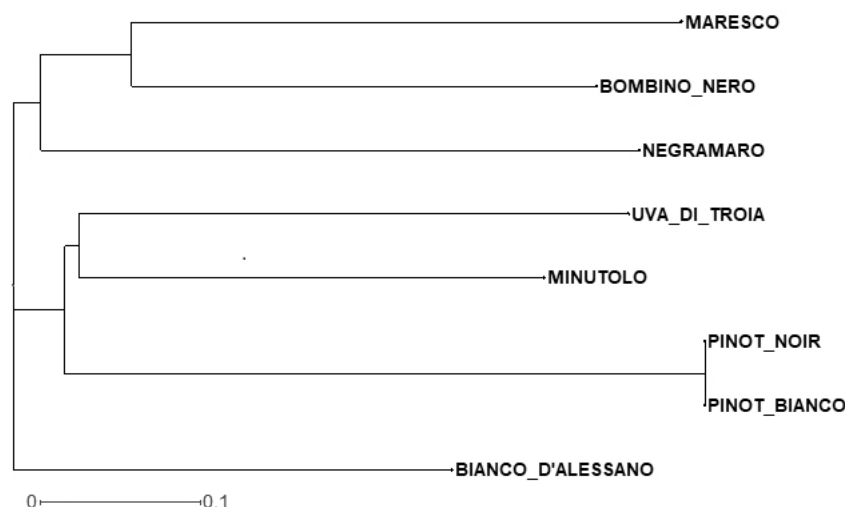 MARESCO
BOMBINO_NERO
NEGRAMARO
UVA_DI_TROIA
MINUTOLO
PINOT_NOIR
PINOT_BIANCO
BIANCO_D'ALESSANO
0 0.1